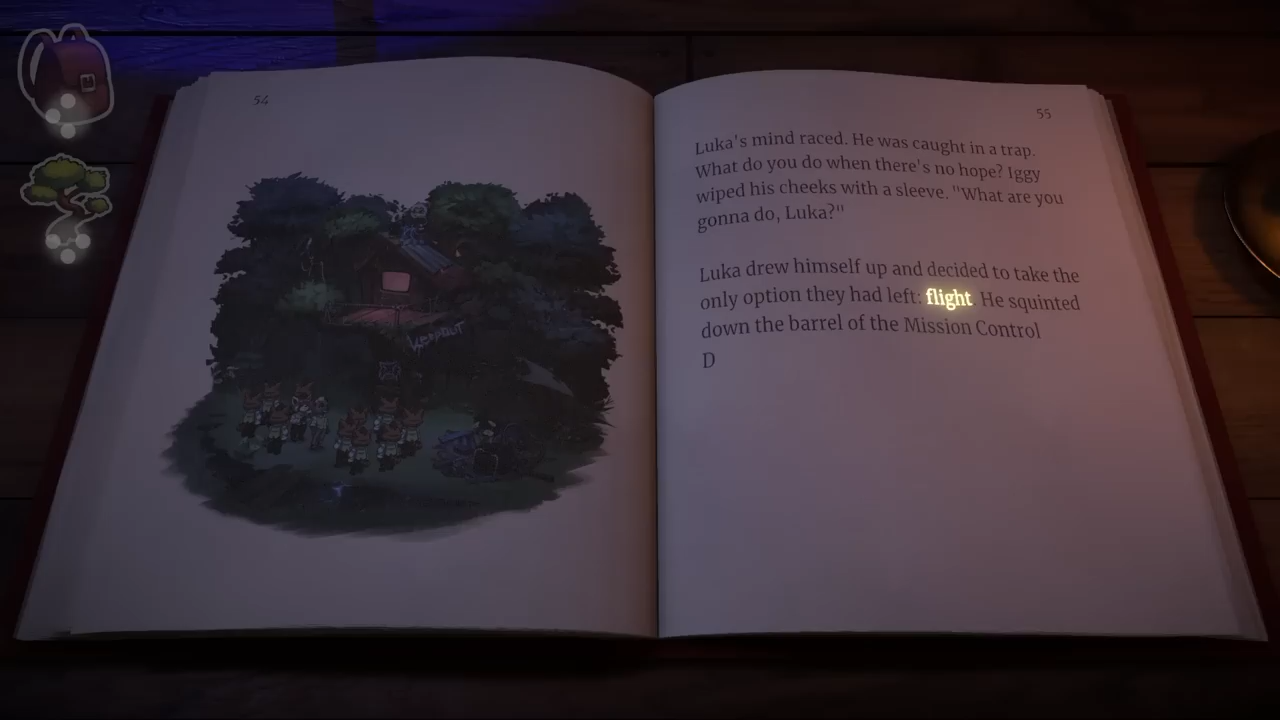 54
55
Luka's mind raced. He was caught in a trap.
What do you do when there's no hope? Iggy
wiped his cheeks with a sleeve. "What are you
gonna do, Luka?"
Luka drew himself up and decided to take the
only option they had left: flight. He squinted
down the barrel of the Mission Control
D